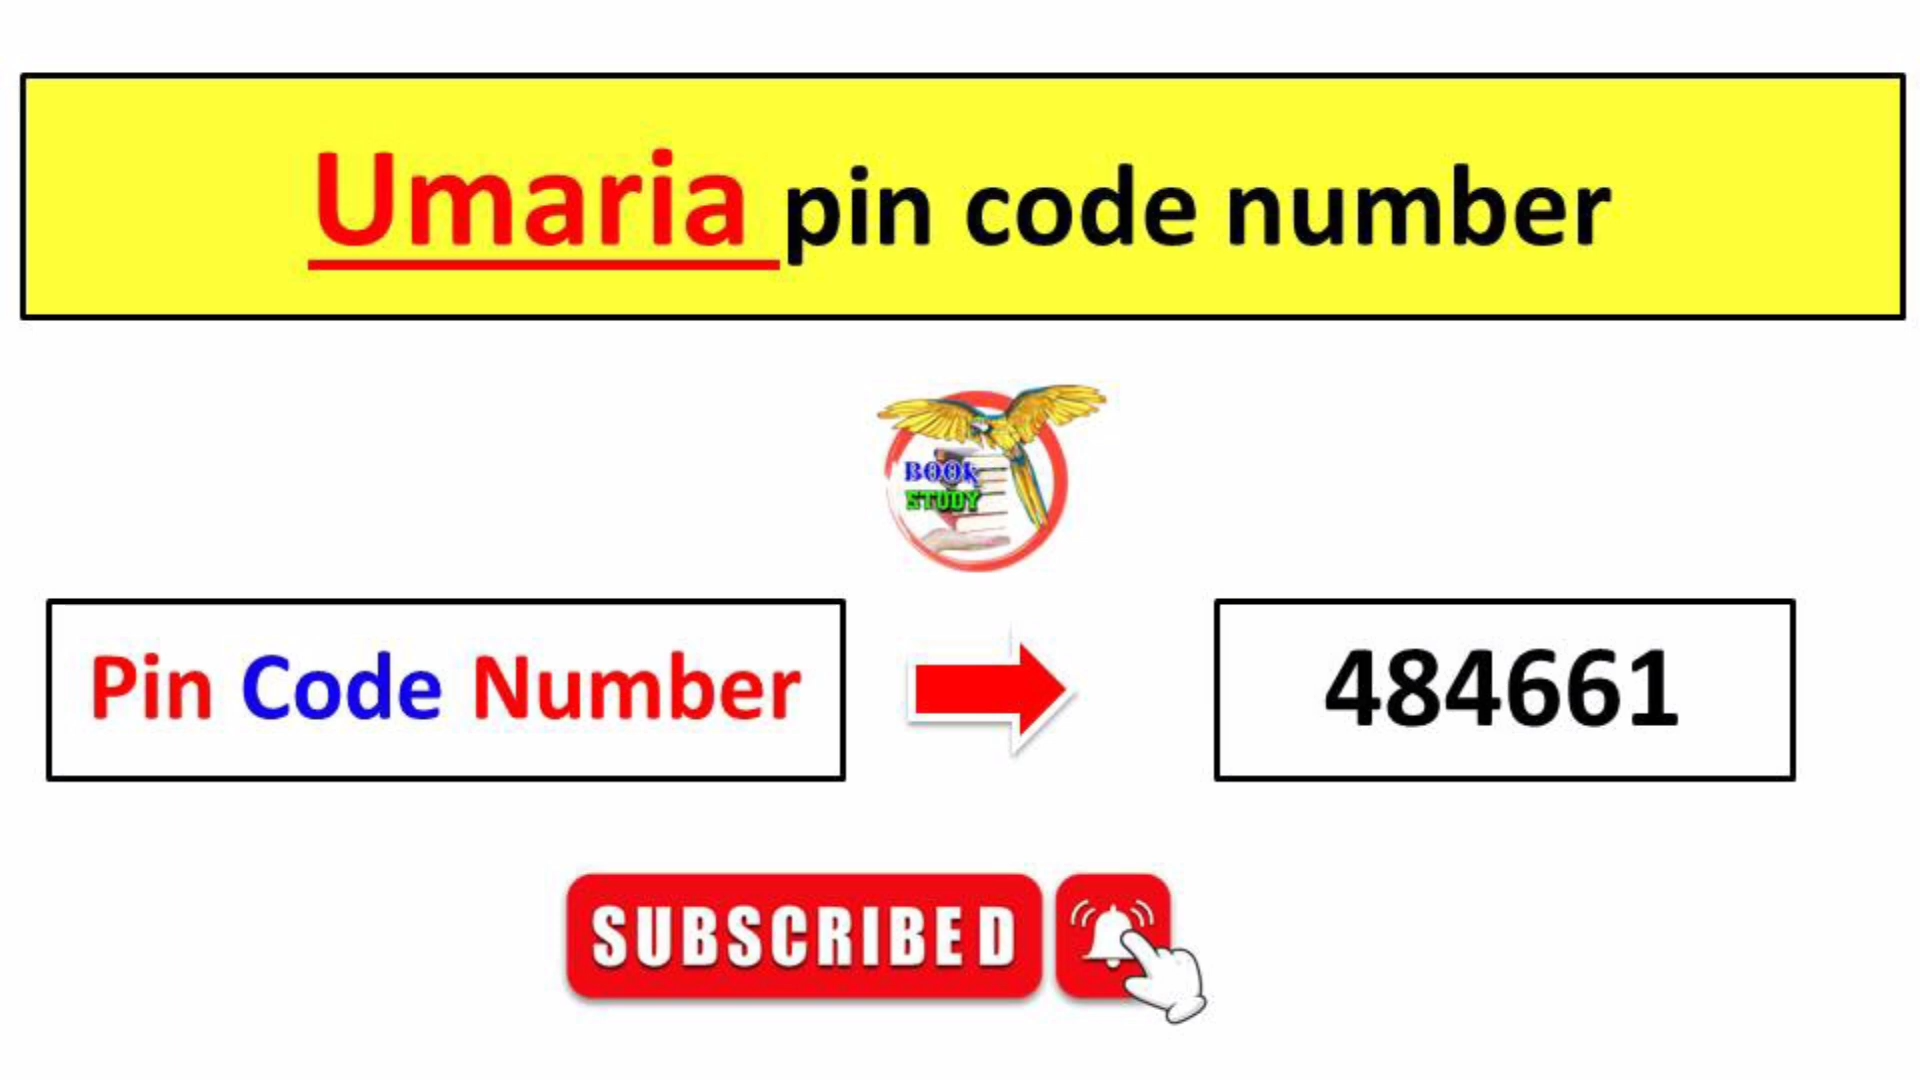 Umaria pin code number
BOOK
STUDY
Pin Code Number
484661
SUBSCRIBED